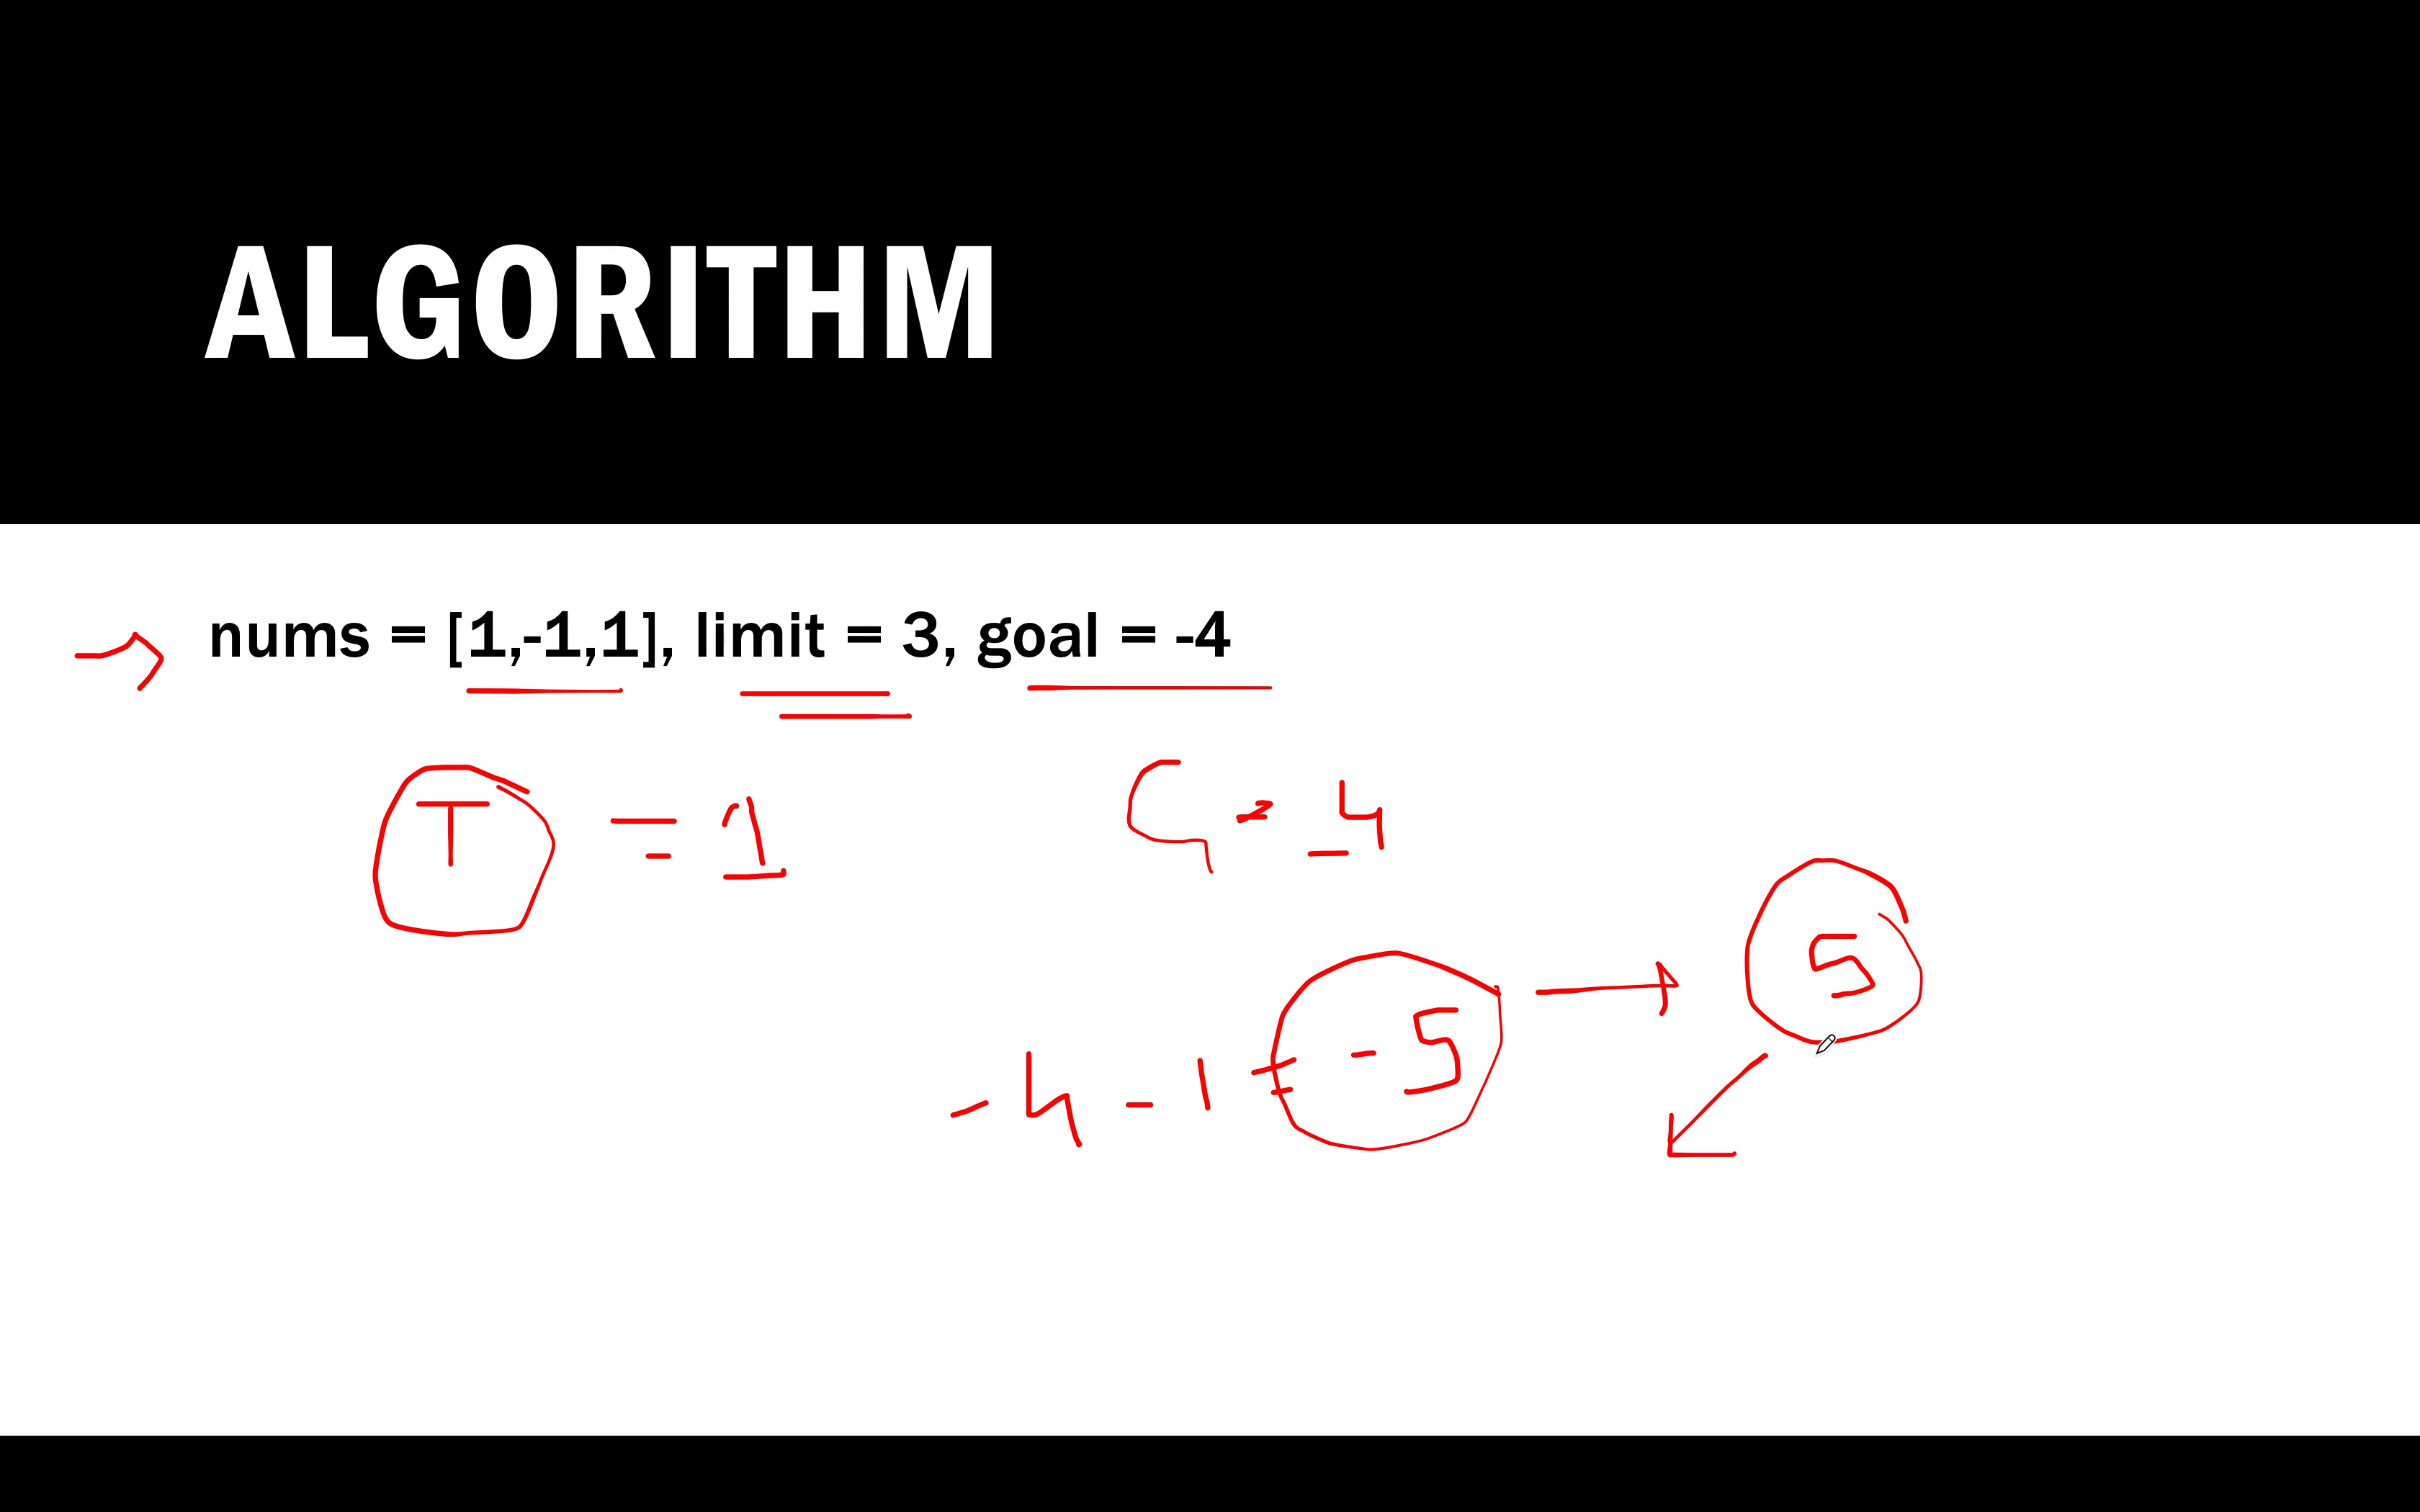 ALGORITHM
nums = [1,-1,1], limit = 3, goal = -4
T = 1
G = -4
5
-4 - 1 = -5